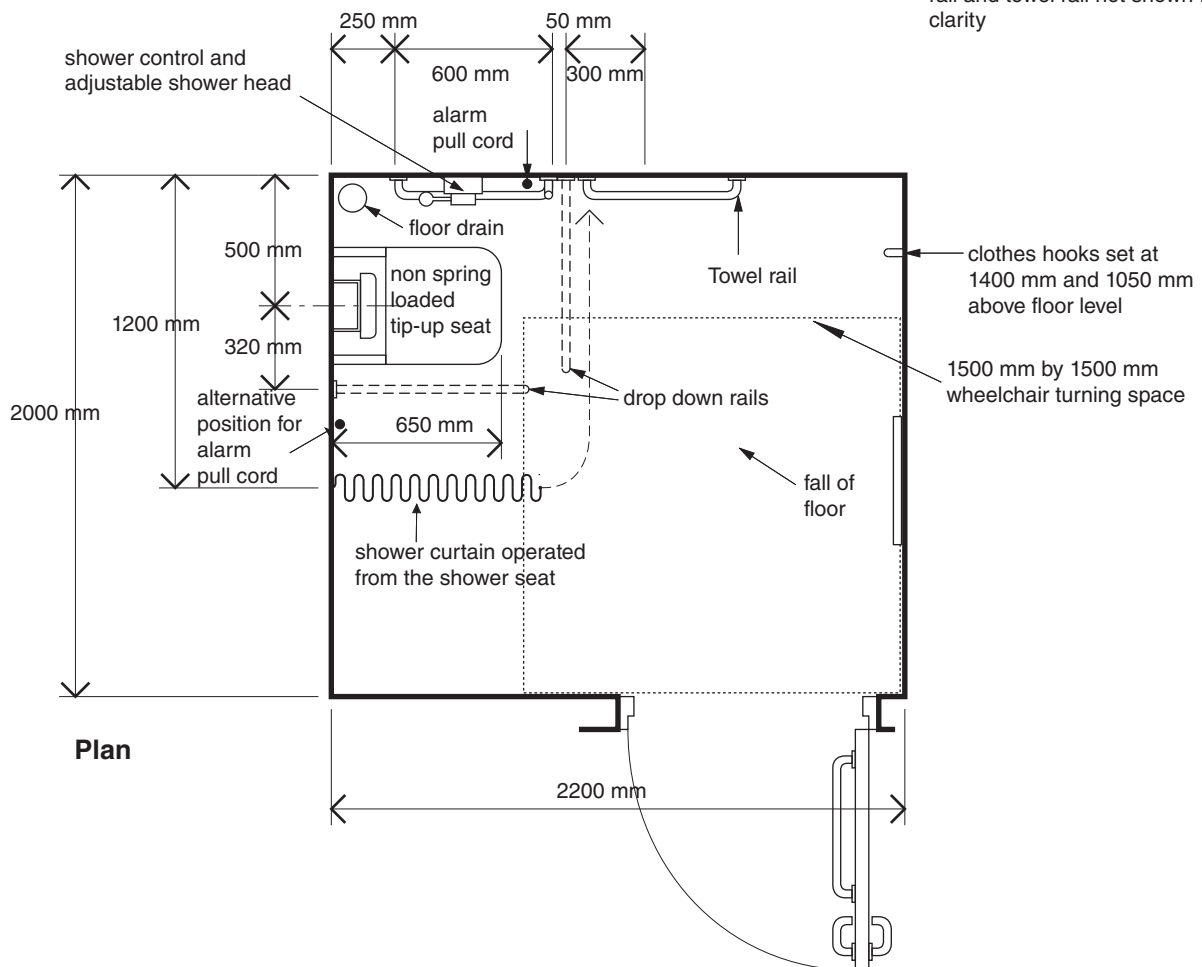 rail and towel rail not shown
clarity
250 mm
50 mm
600 mm
300 mm
shower control and
adjustable shower head
alarm
pull cord
floor drain
500 mm
non spring
loaded
tip-up seat
Towel rail
clothes hooks set at
1400 mm and 1050 mm
above floor level
1200 mm
320 mm
1500 mm by 1500 mm
wheelchair turning space
2000 mm
alternative
position for
alarm
pull cord
650 mm
drop down rails
fall of
floor
shower curtain operated
from the shower seat
Plan
2200 mm